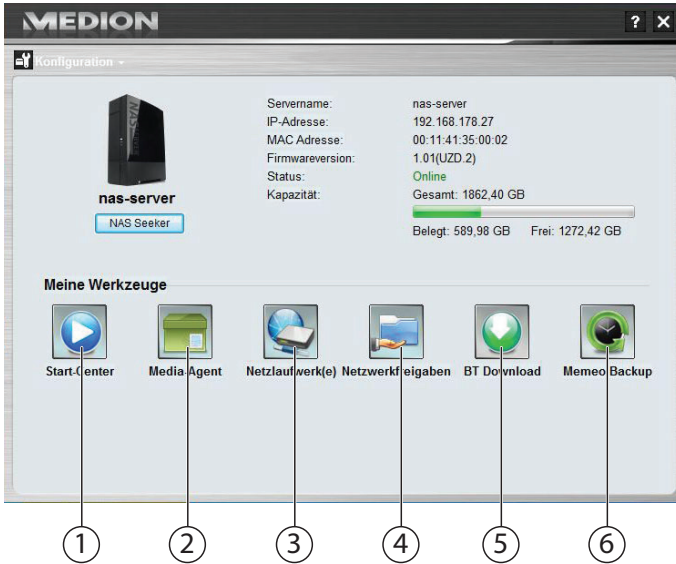 MEDION
? X
Konfiguration
NAS
nas-server
NAS Seeker
Servername: nas-server
IP-Adresse: 192.168.178.27
MAC Adresse: 00:11:41:35:00:02
Firmwareversion: 1.01(UZD.2)
Status: Online
Kapazität: Gesamt: 1862,40 GB
Belegt: 589,98 GB Frei: 1272,42 GB
Meine Werkzeuge
Start-Center Media-Agent Netzlaufwerk(e) Netzwerkfreigaben BT Download Memeo Backup
1 2 3 4 5 6